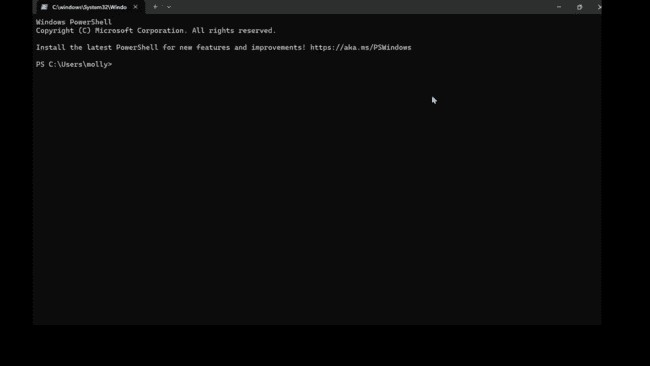 C:\windows\System32\Windo
Windows PowerShell
Copyright (C) Microsoft Corporation. All rights reserved.
Install the latest PowerShell for new features and improvements! https://aka.ms/PSWindows
PS C:\Users\molly>